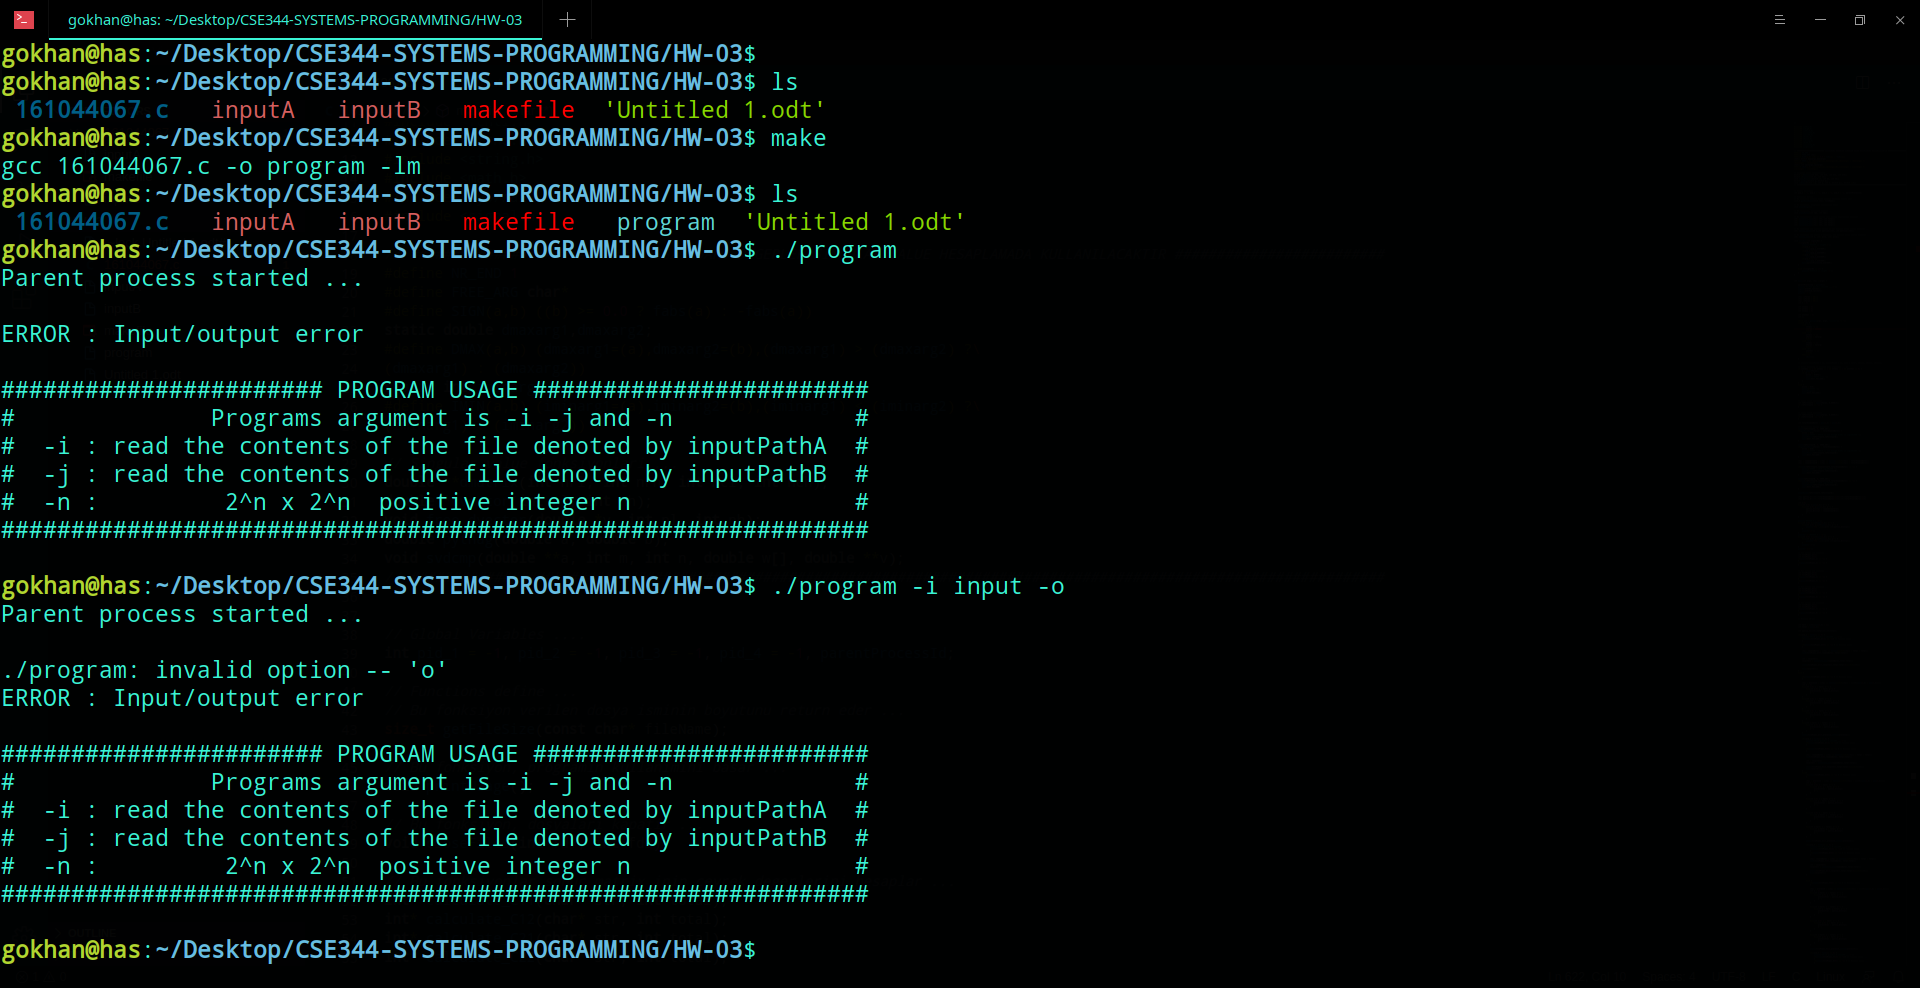 gokhan@has: ~/Desktop/CSE344-SYSTEMS-PROGRAMMING/HW-03
gokhan@has:~/Desktop/CSE344-SYSTEMS-PROGRAMMING/HW-03$
gokhan@has:~/Desktop/CSE344-SYSTEMS-PROGRAMMING/HW-03$ ls
 161044067.c   inputA   inputB   makefile  'Untitled 1.odt'
gokhan@has:~/Desktop/CSE344-SYSTEMS-PROGRAMMING/HW-03$ make
gcc 161044067.c -o program -lm
gokhan@has:~/Desktop/CSE344-SYSTEMS-PROGRAMMING/HW-03$ ls
 161044067.c   inputA   inputB   makefile   program  'Untitled 1.odt'
gokhan@has:~/Desktop/CSE344-SYSTEMS-PROGRAMMING/HW-03$ ./program
Parent process started ...
ERROR : Input/output error
####################### PROGRAM USAGE ########################
#              Programs argument is -i -j and -n             #
#  -i : read the contents of the file denoted by inputPathA  #
#  -j : read the contents of the file denoted by inputPathB  #
#  -n :         2^n x 2^n  positive integer n                #
##############################################################
gokhan@has:~/Desktop/CSE344-SYSTEMS-PROGRAMMING/HW-03$ ./program -i input -o
Parent process started ...
./program: invalid option -- 'o'
ERROR : Input/output error
####################### PROGRAM USAGE ########################
#              Programs argument is -i -j and -n             #
#  -i : read the contents of the file denoted by inputPathA  #
#  -j : read the contents of the file denoted by inputPathB  #
#  -n :         2^n x 2^n  positive integer n                #
##############################################################
gokhan@has:~/Desktop/CSE344-SYSTEMS-PROGRAMMING/HW-03$